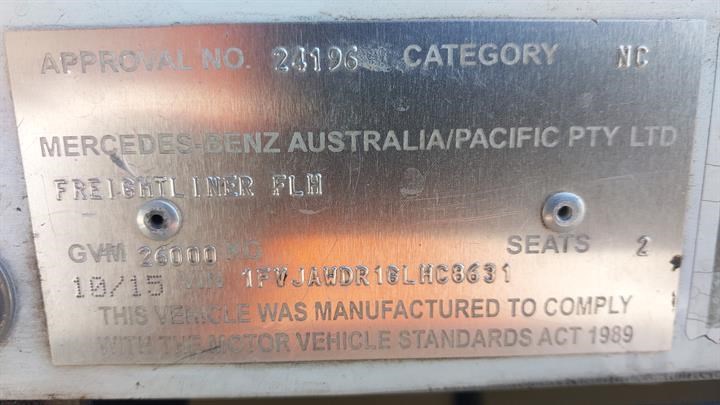 APPROVAL NO. 24196 CATEGORY NC
MERCEDES-BENZ AUSTRALIA/PACIFIC PTY LTD
FREIGHTLINER FLH
GVM 26000 KG SEATS 2
10/15 VIN 1FVJAWDR1GLHC8631
THIS VEHICLE WAS MANUFACTURED TO COMPLY
WITH THE MOTOR VEHICLE STANDARDS ACT 1989